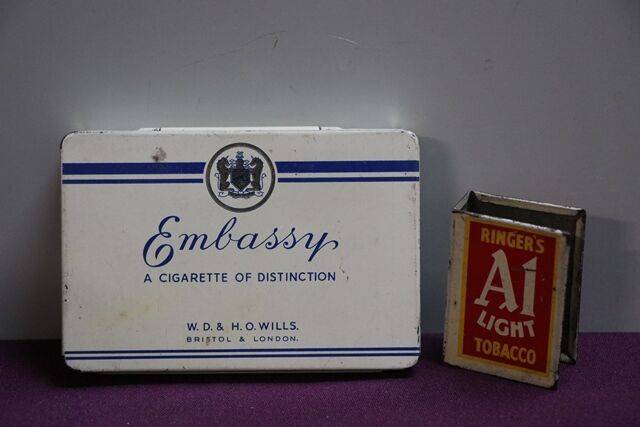 Embassy
A CIGARETTE OF DISTINCTION
W. D. & H. O. WILLS.
BRISTOL & LONDON.
RINGER'S
A1
LIGHT
TOBACCO